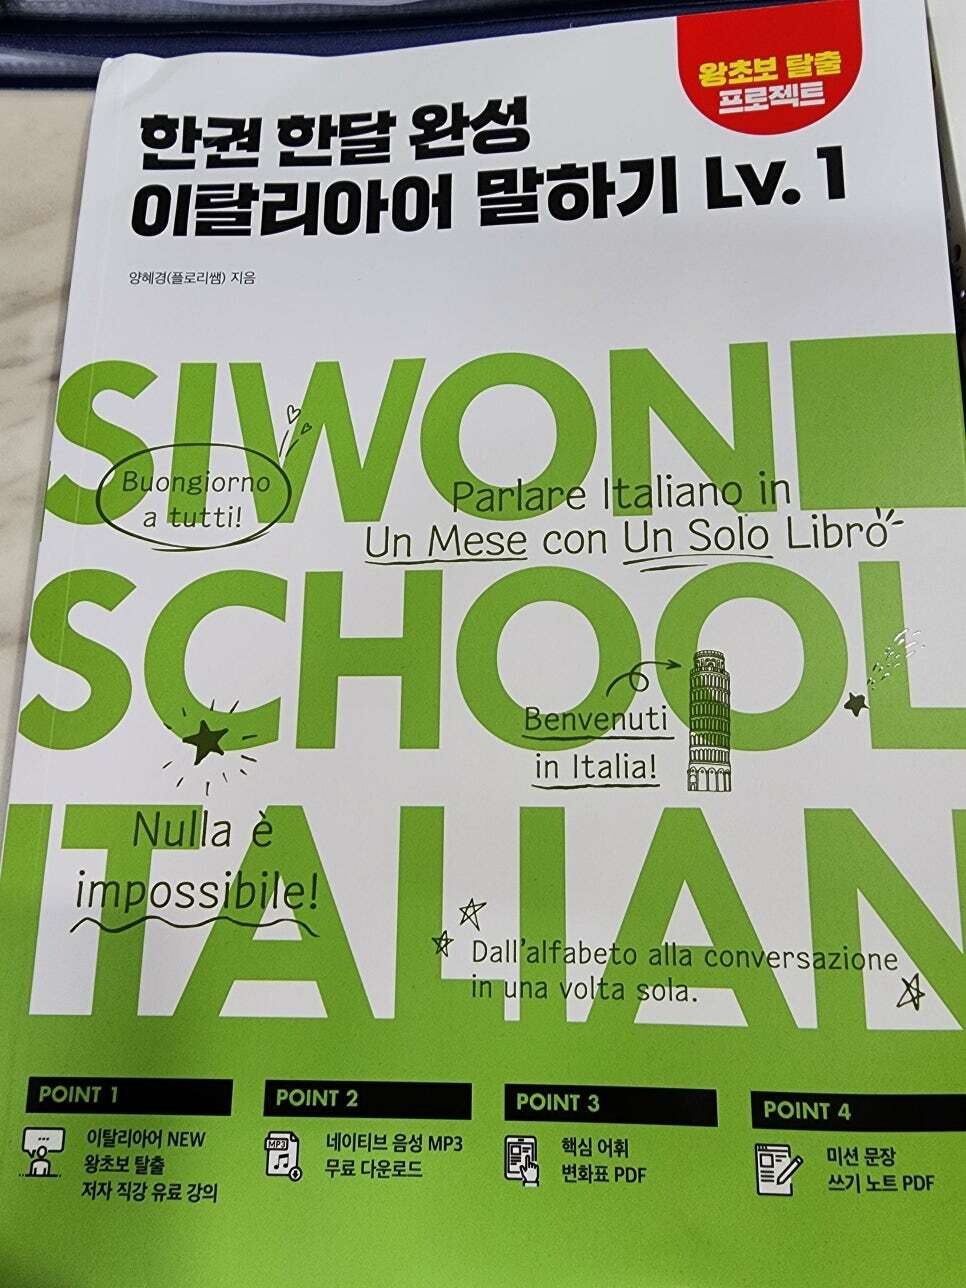 왕초보 탈출
프로젝트
한권 한달 완성
이탈리아어 말하기 Lv. 1
양혜경(플로리쌤) 지음
SIWON
SCHOOL
ITALIAN
Buongiorno
a tutti!
Parlare Italiano in
Un Mese con Un Solo Libro
Benvenuti
in Italia!
Nulla è
impossibile!
Dall'alfabeto alla conversazione
in una volta sola.
POINT 1
이탈리아어 NEW
왕초보 탈출
저자 직강 유료 강의
POINT 2
MP3
네이티브 음성 MP3
무료 다운로드
POINT 3
핵심 어휘
변화표 PDF
POINT 4
미션 문장
쓰기 노트 PDF